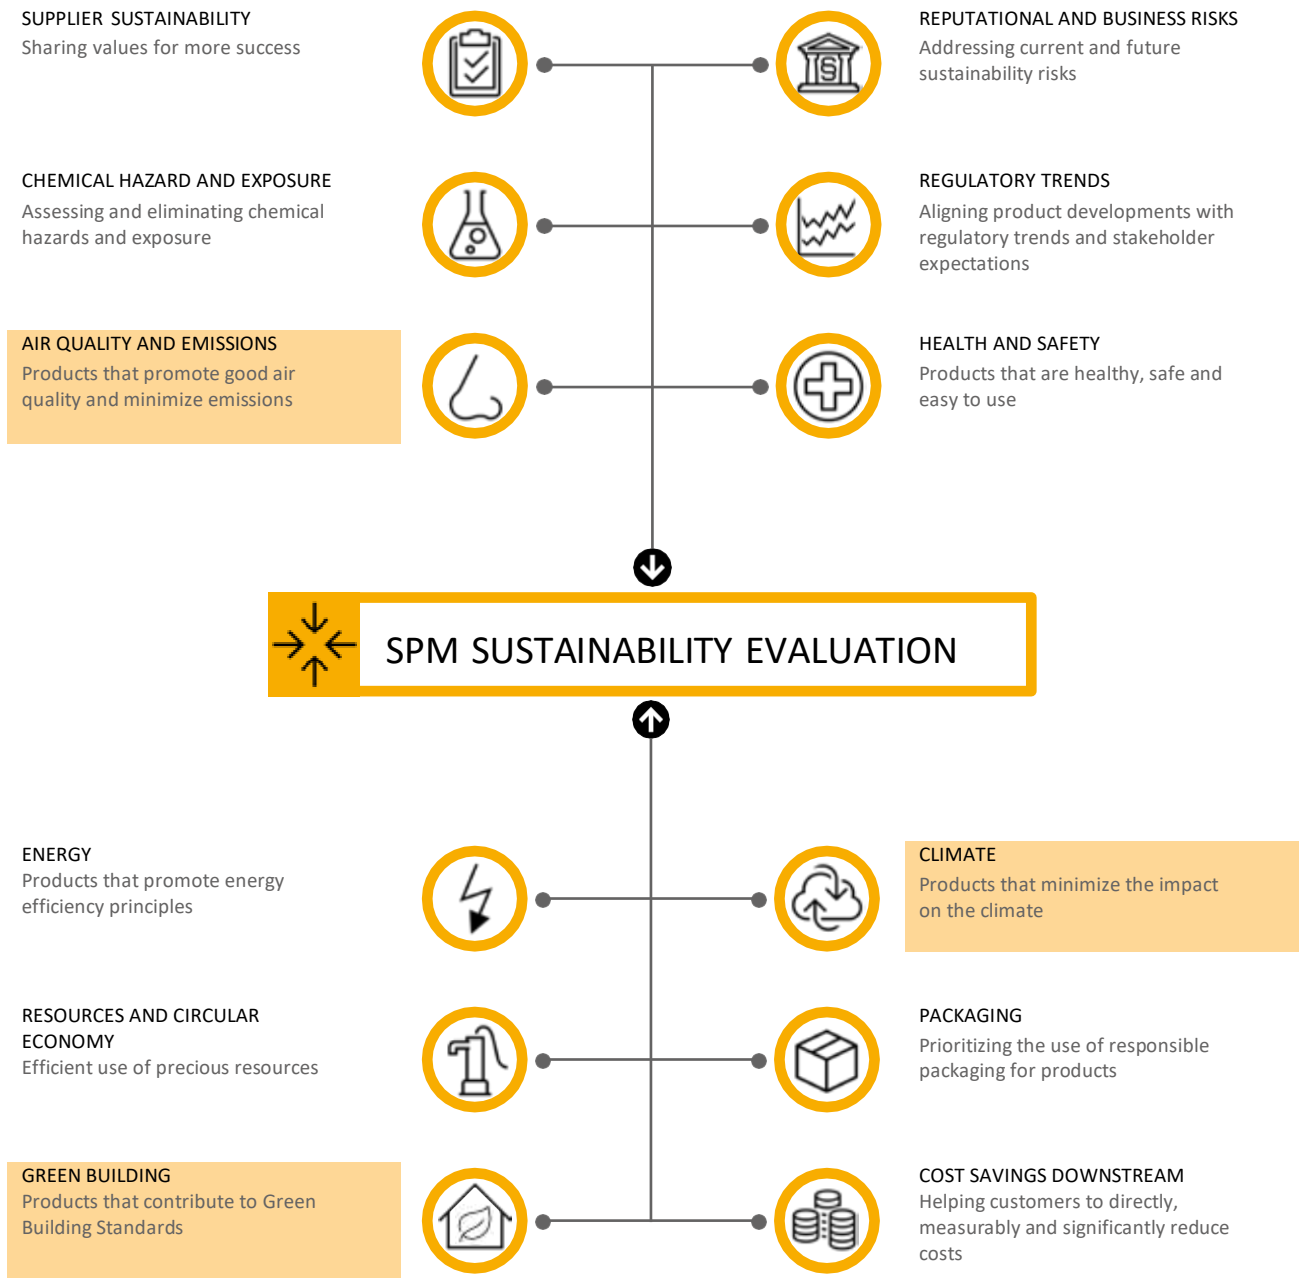 SUPPLIER SUSTAINABILITY
Sharing values for more success
REPUTATIONAL AND BUSINESS RISKS
Addressing current and future
sustainability risks
§
CHEMICAL HAZARD AND EXPOSURE
Assessing and eliminating chemical
hazards and exposure
REGULATORY TRENDS
Aligning product developments with
regulatory trends and stakeholder
expectations
AIR QUALITY AND EMISSIONS
Products that promote good air
quality and minimize emissions
HEALTH AND SAFETY
Products that are healthy, safe and
easy to use
SPM SUSTAINABILITY EVALUATION
ENERGY
Products that promote energy
efficiency principles
CLIMATE
Products that minimize the impact
on the climate
RESOURCES AND CIRCULAR
ECONOMY
Efficient use of precious resources
PACKAGING
Prioritizing the use of responsible
packaging for products
GREEN BUILDING
Products that contribute to Green
Building Standards
COST SAVINGS DOWNSTREAM
Helping customers to directly,
measurably and significantly reduce
costs